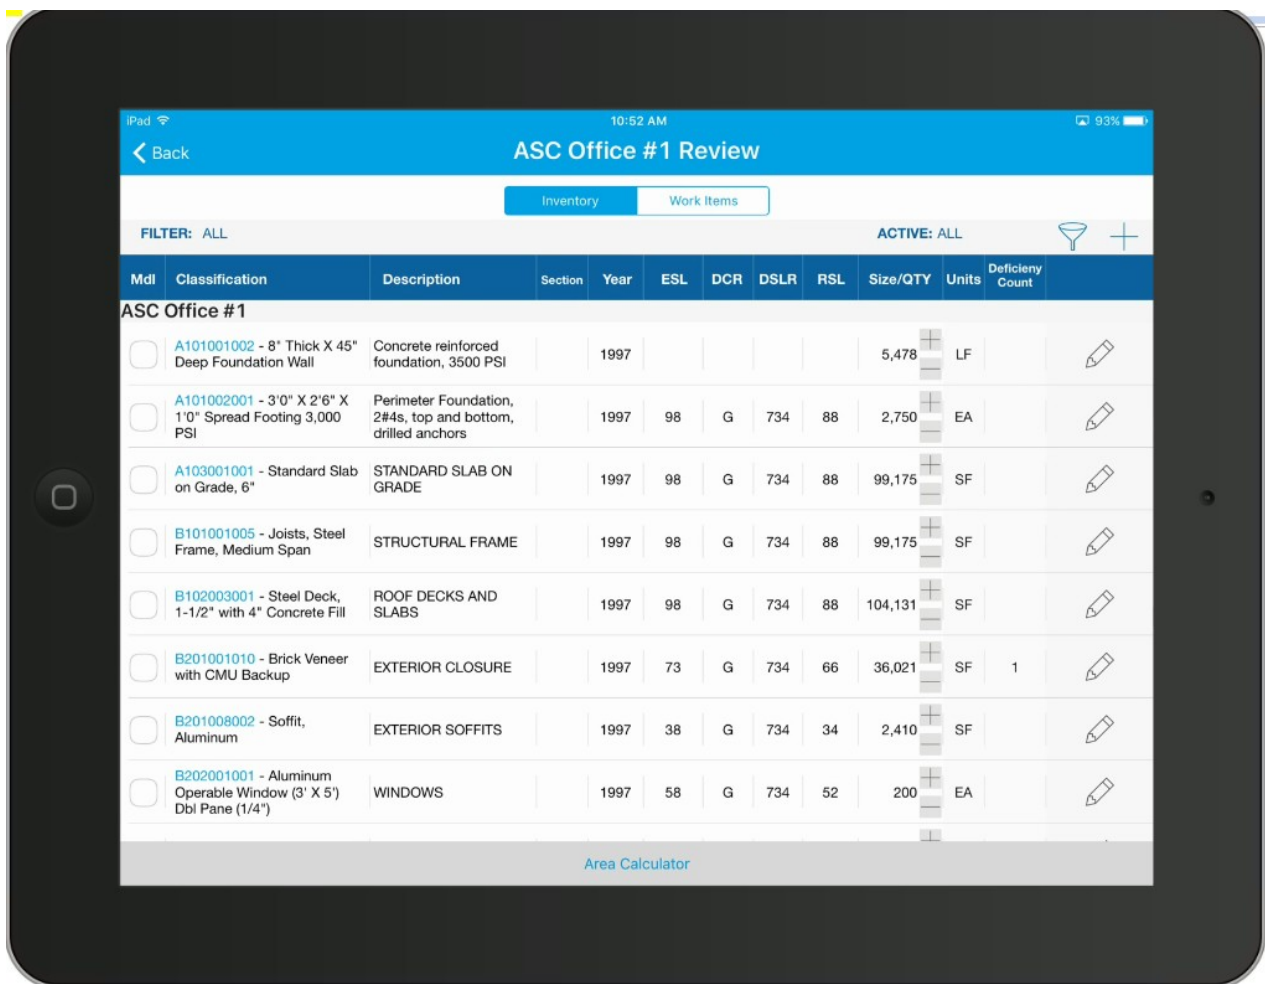 iPad 10:52 AM 93%
Back ASC Office #1 Review
Inventory Work Items
FILTER: ALL ACTIVE: ALL
Mdl Classification Description Section Year ESL DCR DSLR RSL Size/QTY Units Deficieny Count
ASC Office #1
A101001002 - 8" Thick X 45" Concrete reinforced
Deep Foundation Wall foundation, 3500 PSI 1997 5,478 LF
A101002001 - 3'0" X 2'6" X Perimeter Foundation,
1'0" Spread Footing 3,000 2#4s, top and bottom, 1997 98 G 734 88 2,750 EA
PSI drilled anchors
A103001001 - Standard Slab STANDARD SLAB ON
on Grade, 6" GRADE 1997 98 G 734 88 99,175 SF
B101001005 - Joists, Steel
Frame, Medium Span STRUCTURAL FRAME 1997 98 G 734 88 99,175 SF
B102003001 - Steel Deck, ROOF DECKS AND
1-1/2" with 4" Concrete Fill SLABS 1997 98 G 734 88 104,131 SF
B201001010 - Brick Veneer
with CMU Backup EXTERIOR CLOSURE 1997 73 G 734 66 36,021 SF 1
B201008002 - Soffit,
Aluminum EXTERIOR SOFFITS 1997 38 G 734 34 2,410 SF
B202001001 - Aluminum
Operable Window (3' X 5') WINDOWS 1997 58 G 734 52 200 EA
Dbl Pane (1/4")
Area Calculator